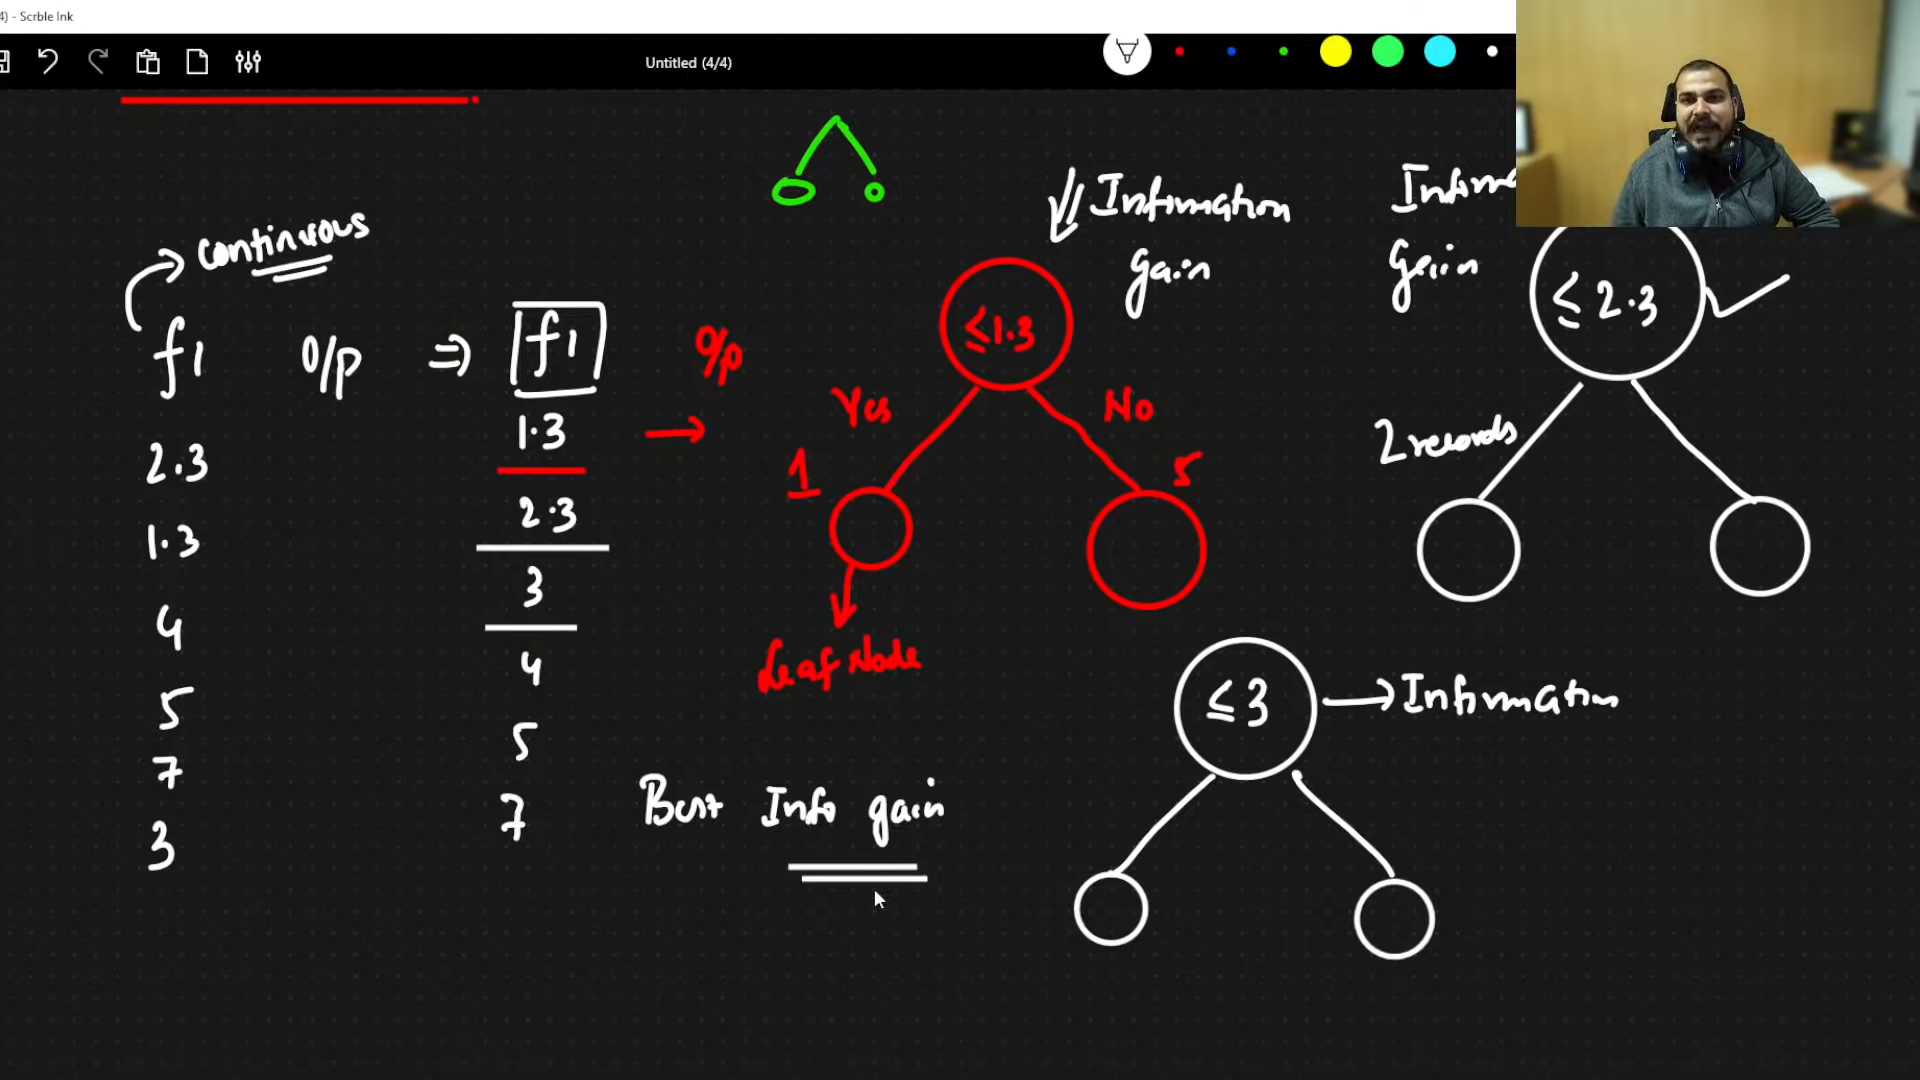 4) - Scrble Ink
Untitled (4/4)
continuous
f1 O/p ⇒ f1 O/p
2.3
1.3
4
5
7
3
1.3 →
2.3
3
4
5
7
Information
gain
≤1.3
Yes No
1 5
Leaf Node
Gain
≤ 2.3
2 records
≤3 → Information
Best Info gain